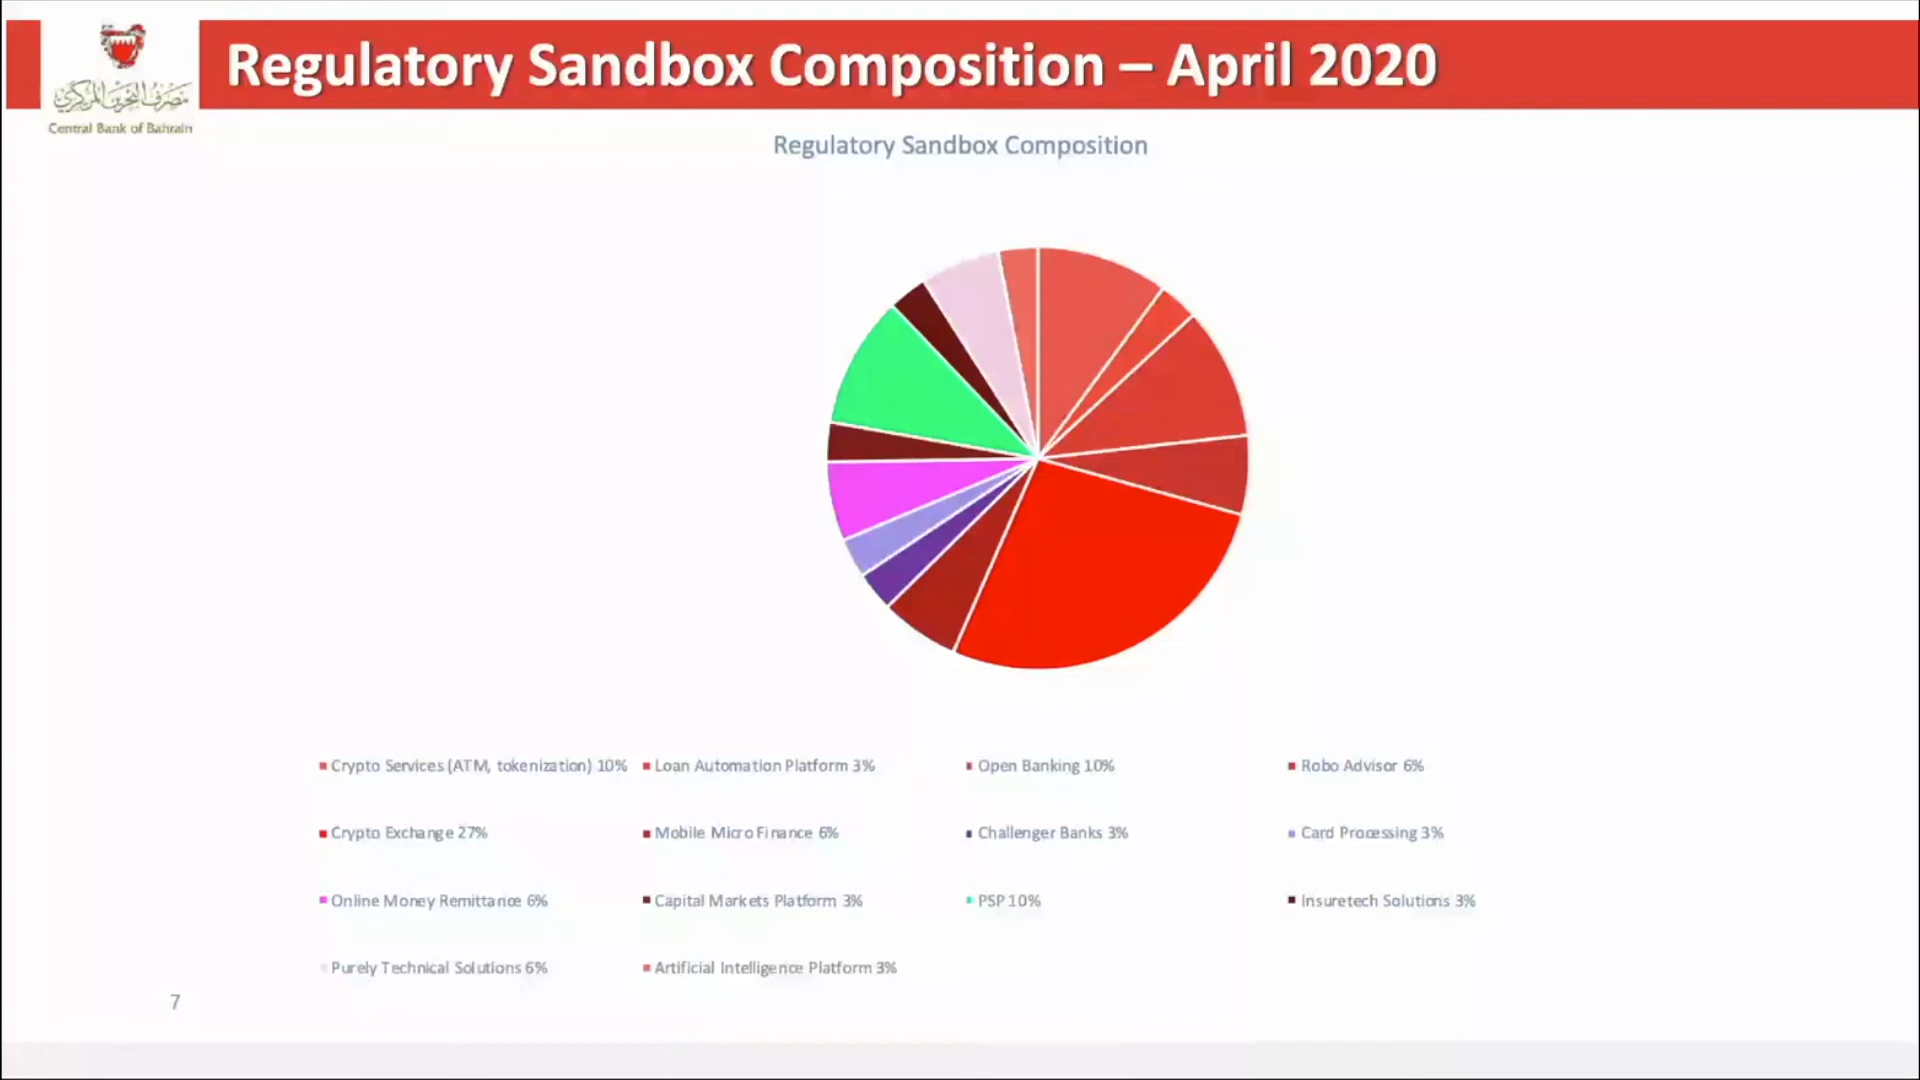 Regulatory Sandbox Composition – April 2020
مصرف البحرين المركزي
Central Bank of Bahrain
Regulatory Sandbox Composition
Crypto Services (ATM, tokenization) 10%
Loan Automation Platform 3%
Open Banking 10%
Robo Advisor 6%
Crypto Exchange 27%
Mobile Micro Finance 6%
Challenger Banks 3%
Card Processing 3%
Online Money Remittance 6%
Capital Markets Platform 3%
PSP 10%
Insuretech Solutions 3%
Purely Technical Solutions 6%
Artificial Intelligence Platform 3%
7